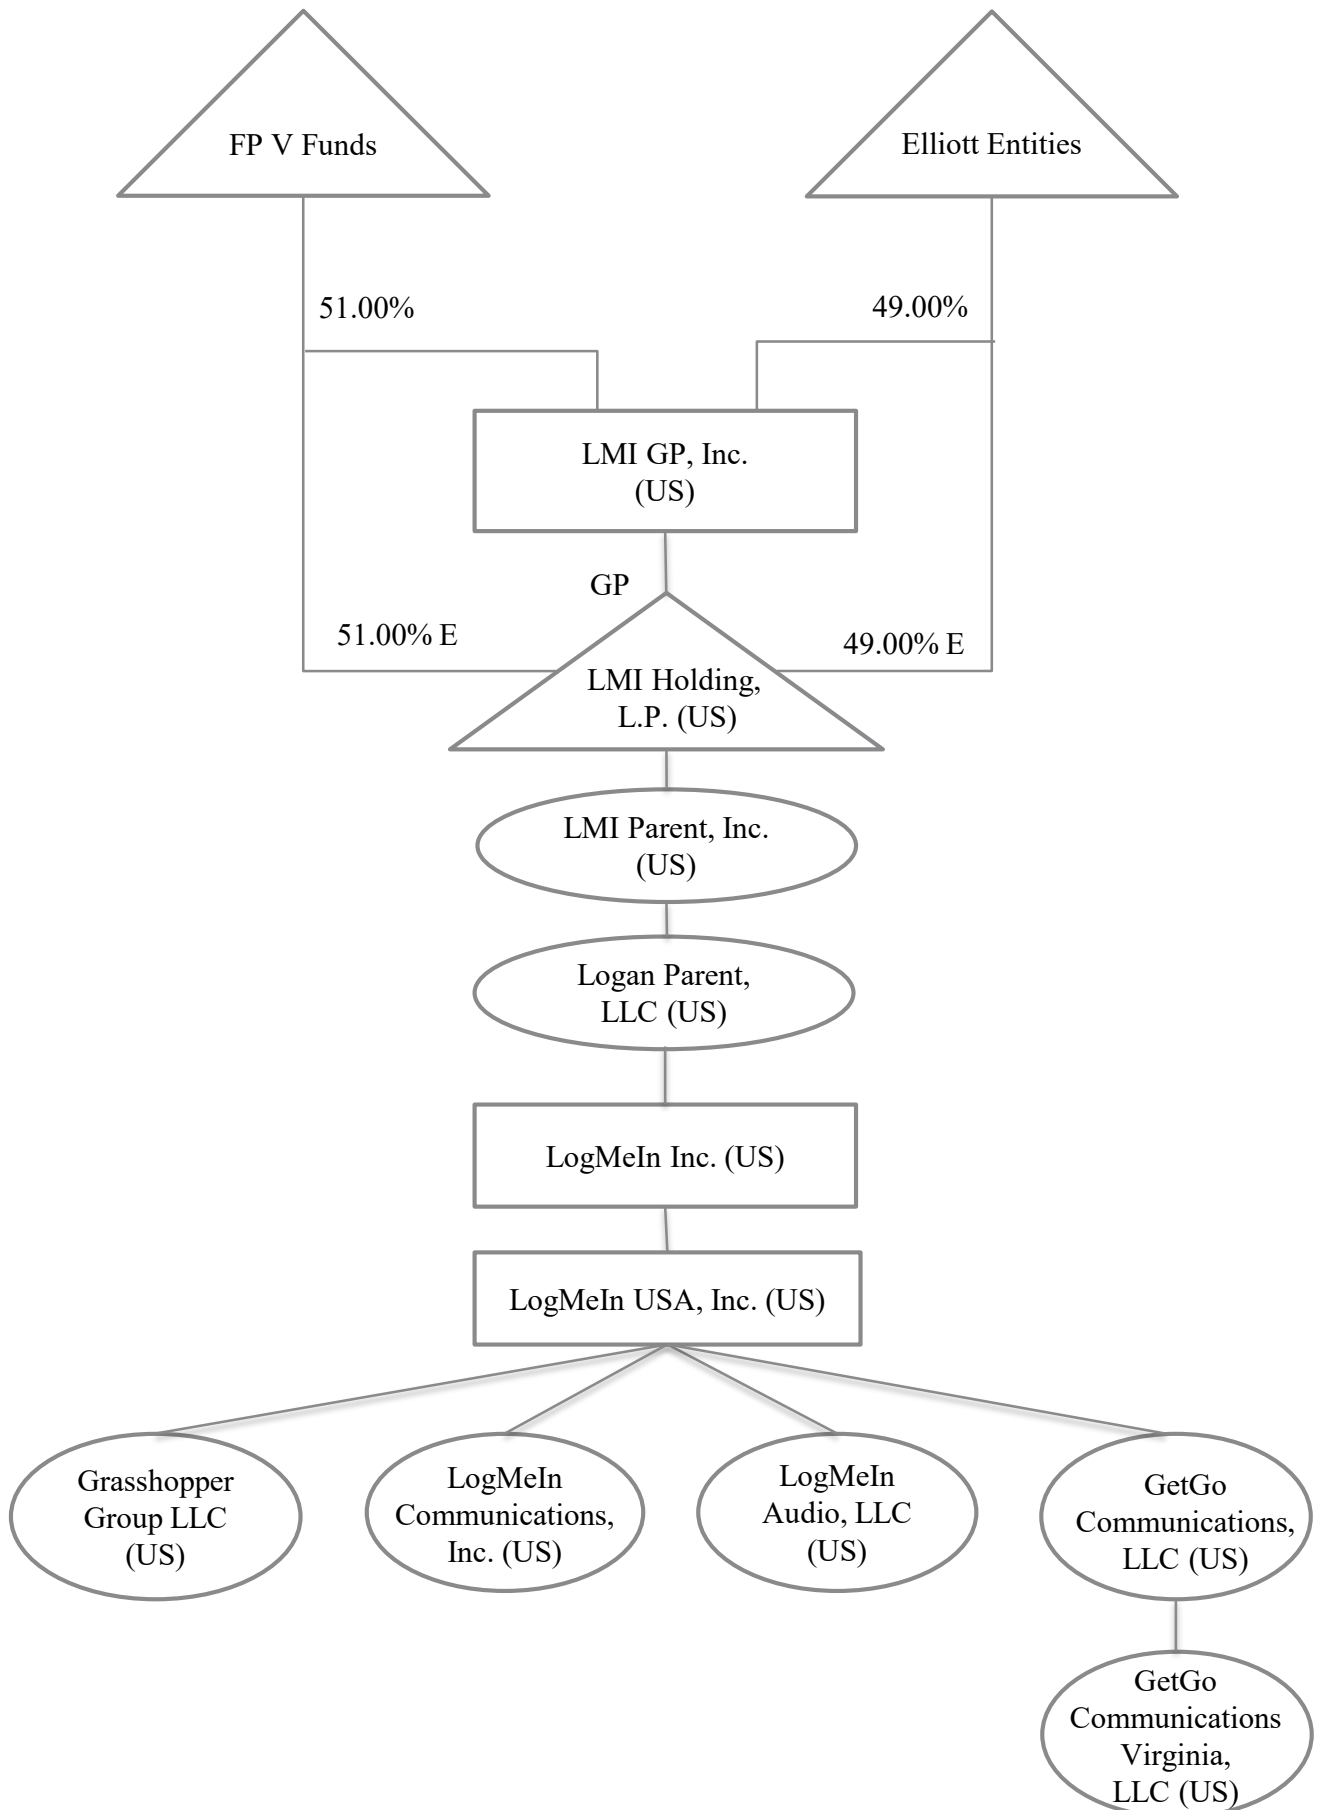 FP V Funds
Elliott Entities
51.00%
49.00%
LMI GP, Inc.
(US)
GP
51.00% E
49.00% E
LMI Holding,
L.P. (US)
LMI Parent, Inc.
(US)
Logan Parent,
LLC (US)
LogMeIn Inc. (US)
LogMeIn USA, Inc. (US)
Grasshopper
Group LLC
(US)
LogMeIn
Communications,
Inc. (US)
LogMeIn
Audio, LLC
(US)
GetGo
Communications,
LLC (US)
GetGo
Communications
Virginia,
LLC (US)